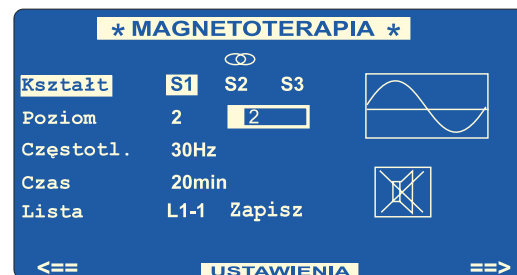 * MAGNETOTERAPIA *
Kształt S1 S2 S3
Poziom 2 2
Częstotl. 30Hz
Czas 20min
Lista L1-1 Zapisz
<== USTAWIENIA ==>